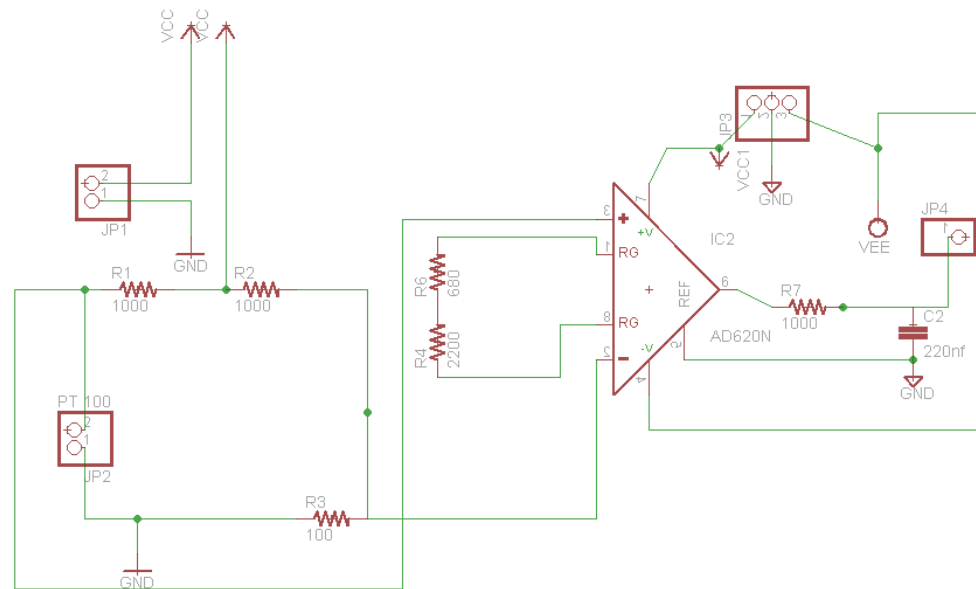 VCC
VCC
2
1
JP1
GND
R1
1000
R2
1000
PT 100
2
1
JP2
R3
100
GND
R6
680
R4
2200
JP3
1
2
3
VCC1
GND
VEE
JP4
1
3
1
8
2
7
+V
RG
RG
REF
-V
IC2
6
5
4
AD620N
R7
1000
C2
220nf
GND